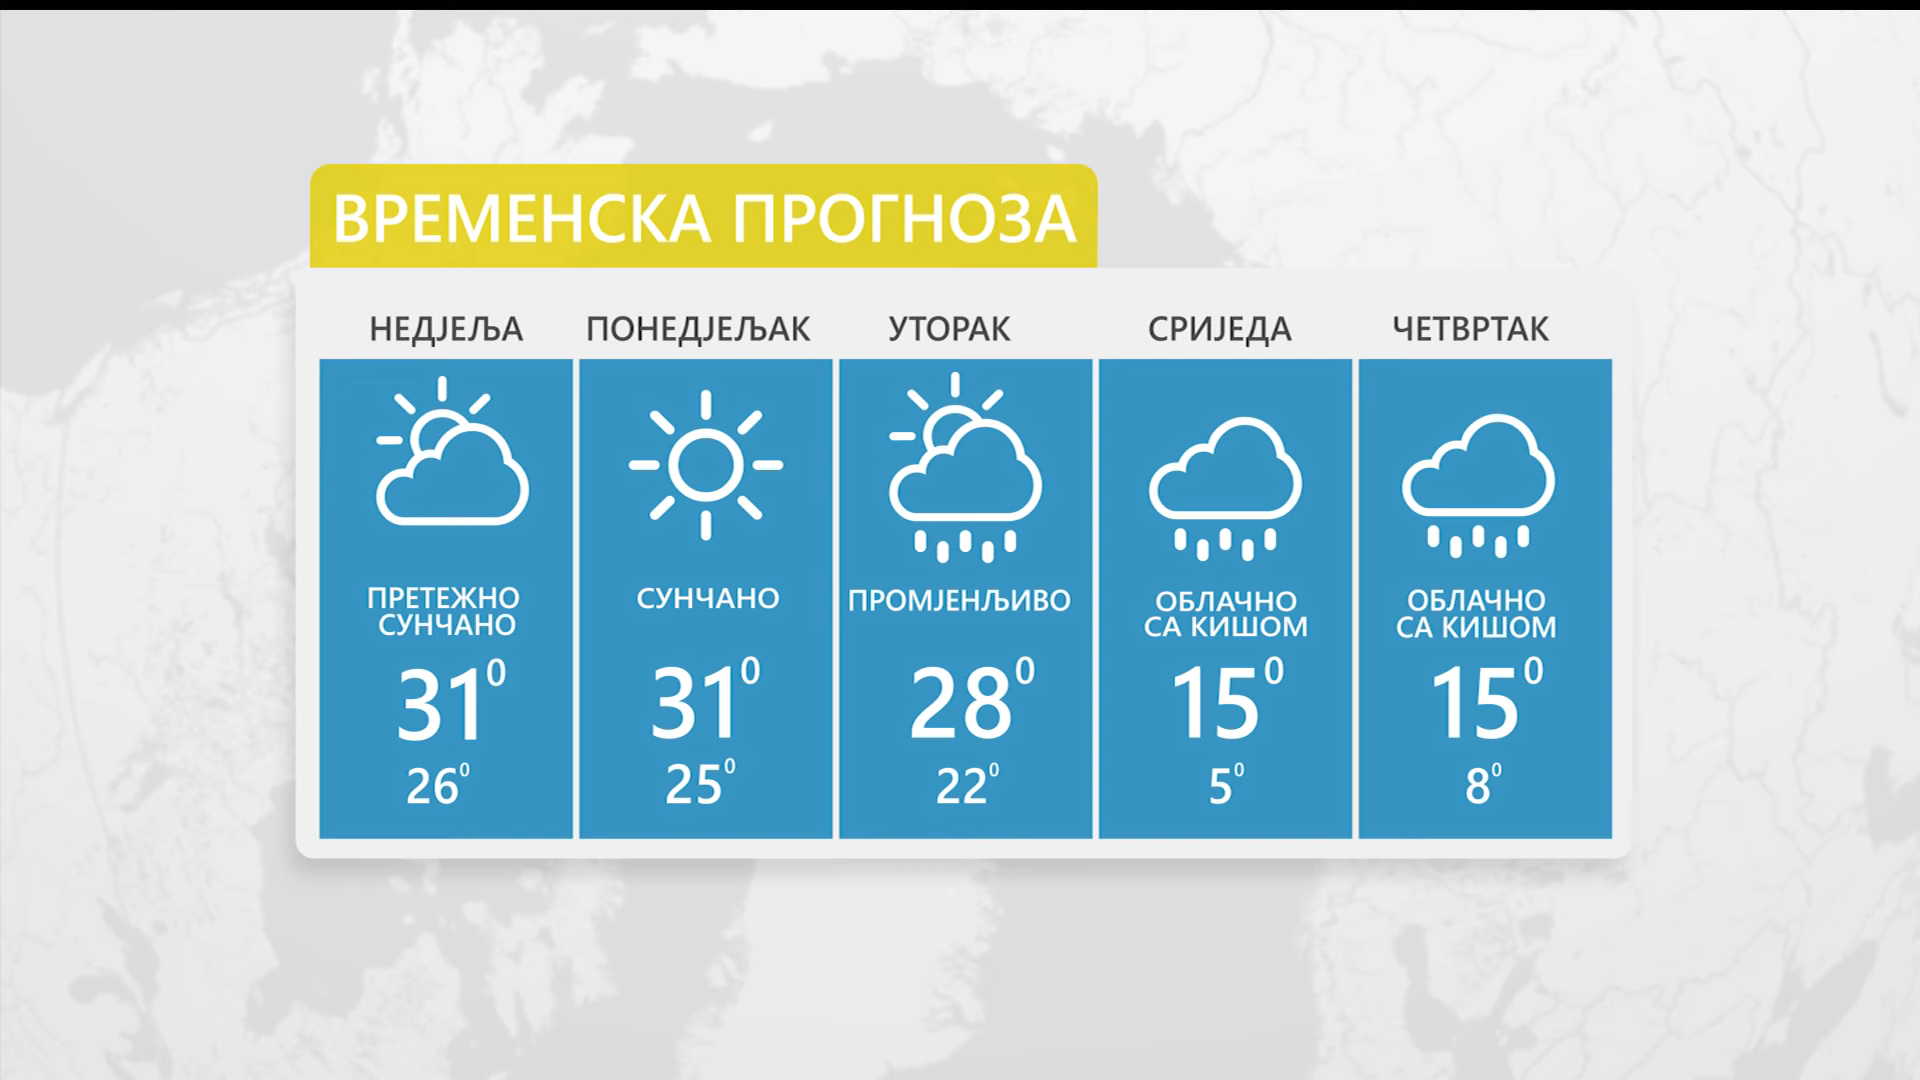 ВРЕМЕНСКА ПРОГНОЗА
НЕДЈЕЉА
ПРЕТЕЖНО
СУНЧАНО
31⁰
26⁰
ПОНЕДЈЕЉАК
СУНЧАНО
31⁰
25⁰
УТОРАК
ПРОМЈЕНЉИВО
28⁰
22⁰
СРИЈЕДА
ОБЛАЧНО
СА КИШОМ
15⁰
5⁰
ЧЕТВРТАК
ОБЛАЧНО
СА КИШОМ
15⁰
8⁰